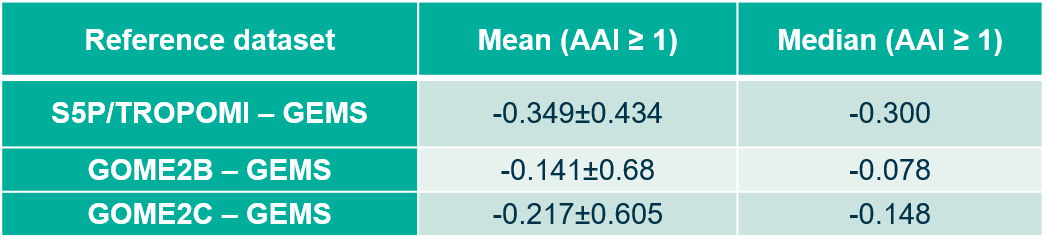 Reference dataset Mean (AAI ≥ 1) Median (AAI ≥ 1)
S5P/TROPOMI – GEMS -0.349±0.434 -0.300
GOME2B – GEMS -0.141±0.68 -0.078
GOME2C – GEMS -0.217±0.605 -0.148